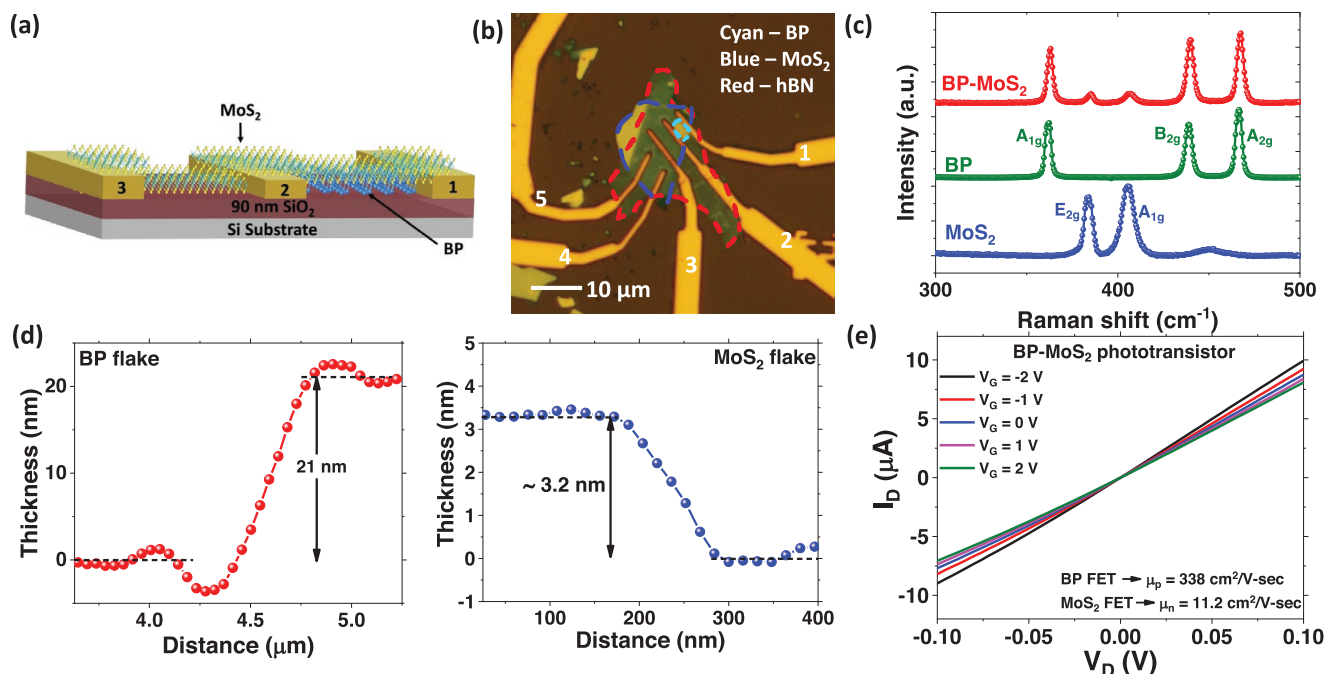 (a)
MoS2
3
2
1
90 nm SiO2
Si Substrate
BP
(b)
Cyan – BP
Blue – MoS2
Red – hBN
1
5
2
4
3
10 μm
(c)
Intensity (a.u.)
BP-MoS2
BP
A1g
B2g
A2g
MoS2
E2g
A1g
300
400
500
Raman shift (cm-1)
(d)
BP flake
Thickness (nm)
20
10
0
21 nm
4.0
4.5
5.0
Distance (μm)
MoS2 flake
Thickness (nm)
5
4
3
2
1
0
-1
~ 3.2 nm
100
200
300
400
Distance (nm)
(e)
BP-MoS2 phototransistor
VG = -2 V
VG = -1 V
VG = 0 V
VG = 1 V
VG = 2 V
ID (μA)
10
5
0
-5
-10
BP FET → μp = 338 cm2/V-sec
MoS2 FET → μn = 11.2 cm2/V-sec
-0.10
-0.05
0.00
0.05
0.10
VD (V)